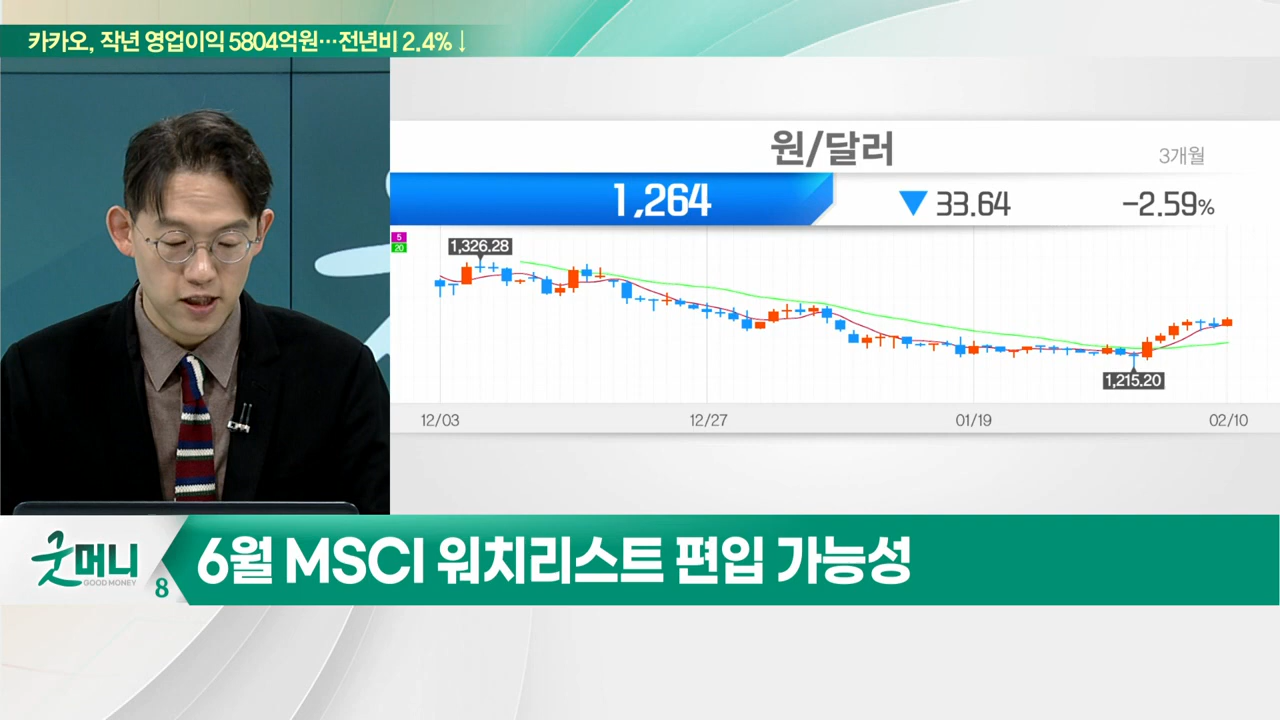 카카오, 작년 영업이익 5804억원…전년비 2.4%↓
원/달러
3개월
1,264
▼ 33.64
-2.59%
5
20
1,326.28
1,215.20
12/03
12/27
01/19
02/10
굿머니
GOOD MONEY
8
6월 MSCI 워치리스트 편입 가능성